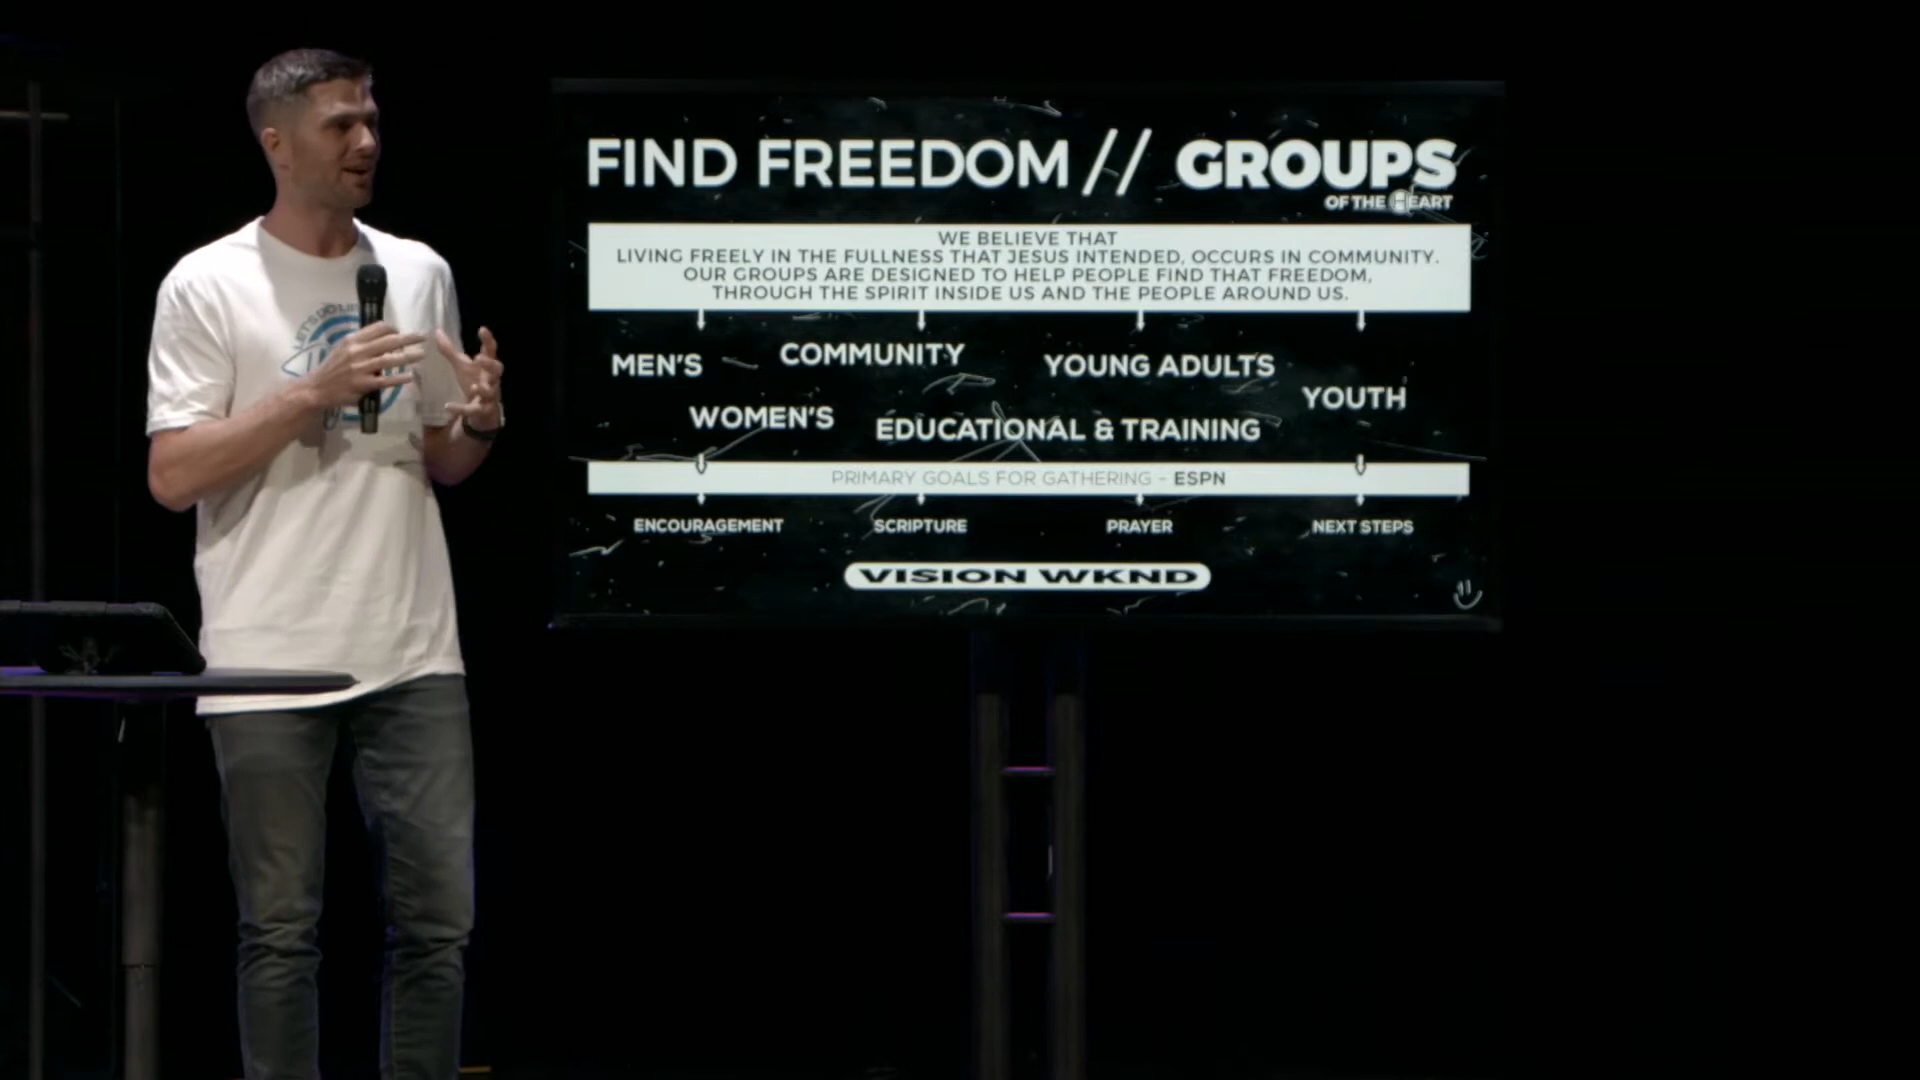 FIND FREEDOM // GROUPS
OF THE HEART
WE BELIEVE THAT
LIVING FREELY IN THE FULLNESS THAT JESUS INTENDED, OCCURS IN COMMUNITY.
OUR GROUPS ARE DESIGNED TO HELP PEOPLE FIND THAT FREEDOM,
THROUGH THE SPIRIT INSIDE US AND THE PEOPLE AROUND US.
MEN'S
COMMUNITY
YOUNG ADULTS
YOUTH
WOMEN'S
EDUCATIONAL & TRAINING
PRIMARY GOALS FOR GATHERING - ESPN
ENCOURAGEMENT
SCRIPTURE
PRAYER
NEXT STEPS
VISION WKND
LET'S DO